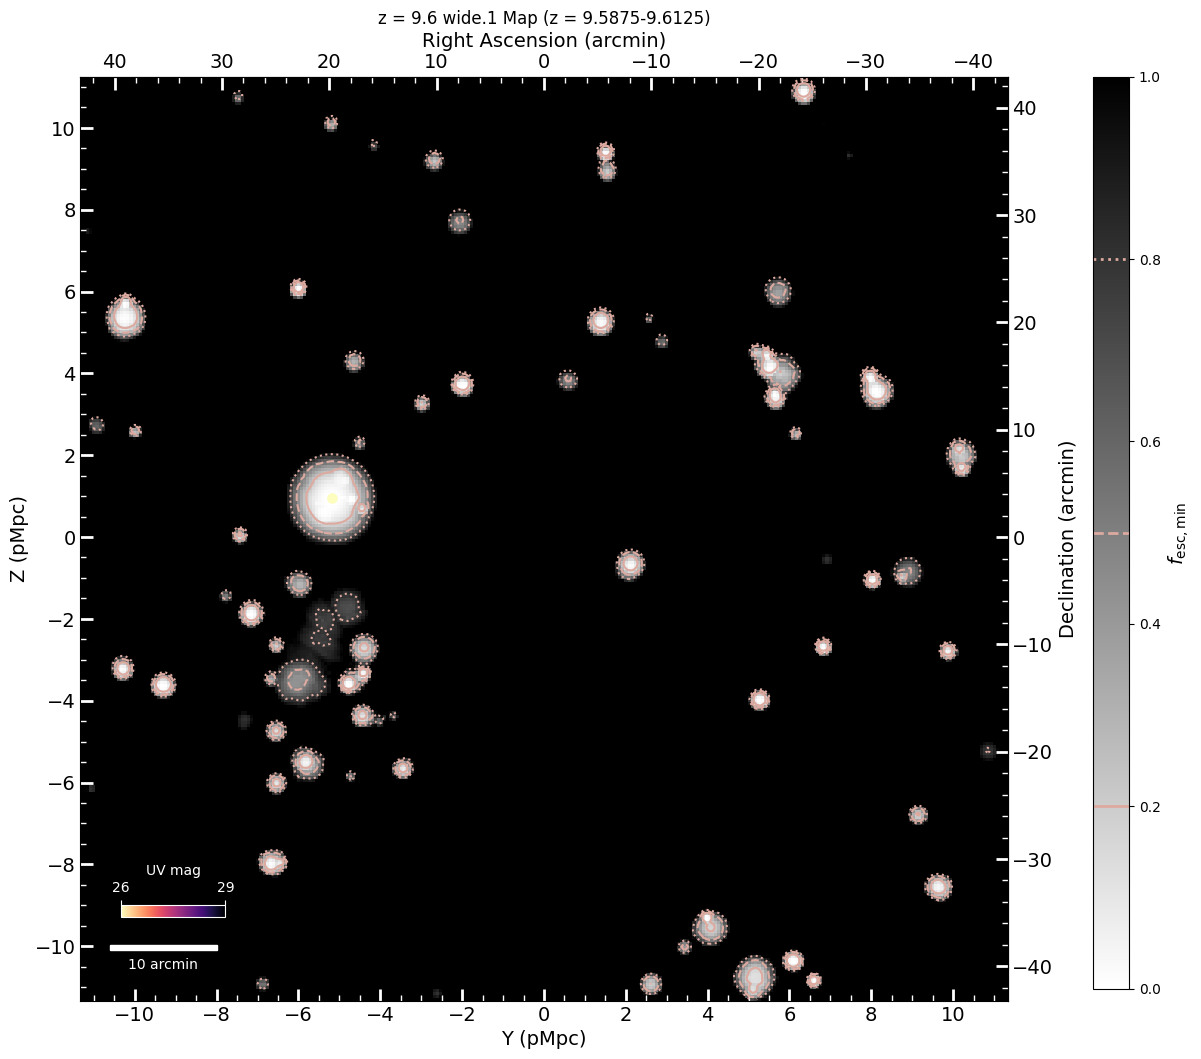 z = 9.6 wide.1 Map (z = 9.5875-9.6125)
Right Ascension (arcmin)
40 30 20 10 0 −10 −20 −30 −40
10 8 6 4 2 0 −2 −4 −6 −8 −10
Z (pMpc)
40 30 20 10 0 −10 −20 −30 −40
Declination (arcmin)
1.0 0.8 0.6 0.4 0.2 0.0
f_esc,min
UV mag
26 29
10 arcmin
−10 −8 −6 −4 −2 0 2 4 6 8 10
Y (pMpc)